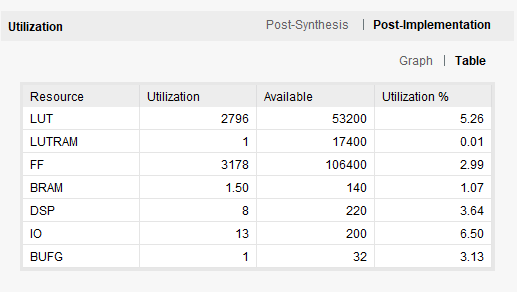 Utilization Post-Synthesis | Post-Implementation
Graph | Table
Resource Utilization Available Utilization %
LUT 2796 53200 5.26
LUTRAM 1 17400 0.01
FF 3178 106400 2.99
BRAM 1.50 140 1.07
DSP 8 220 3.64
IO 13 200 6.50
BUFG 1 32 3.13